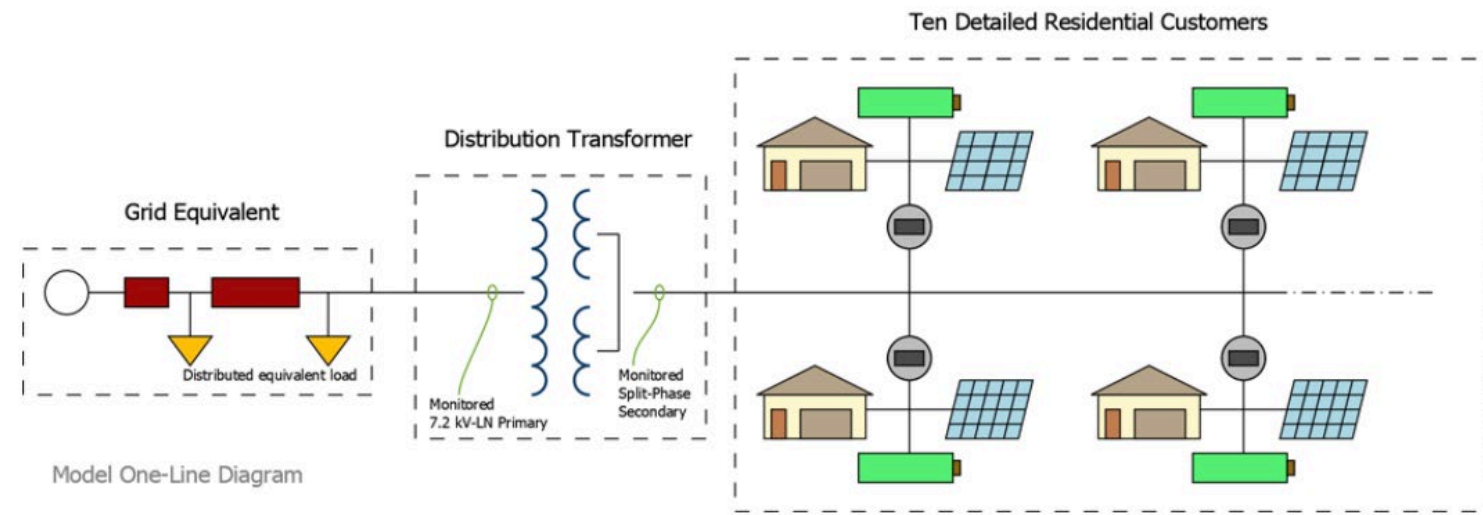 Ten Detailed Residential Customers
Distribution Transformer
Grid Equivalent
Distributed equivalent load
Monitored
7.2 kV-LN Primary
Monitored
Split-Phase
Secondary
Model One-Line Diagram